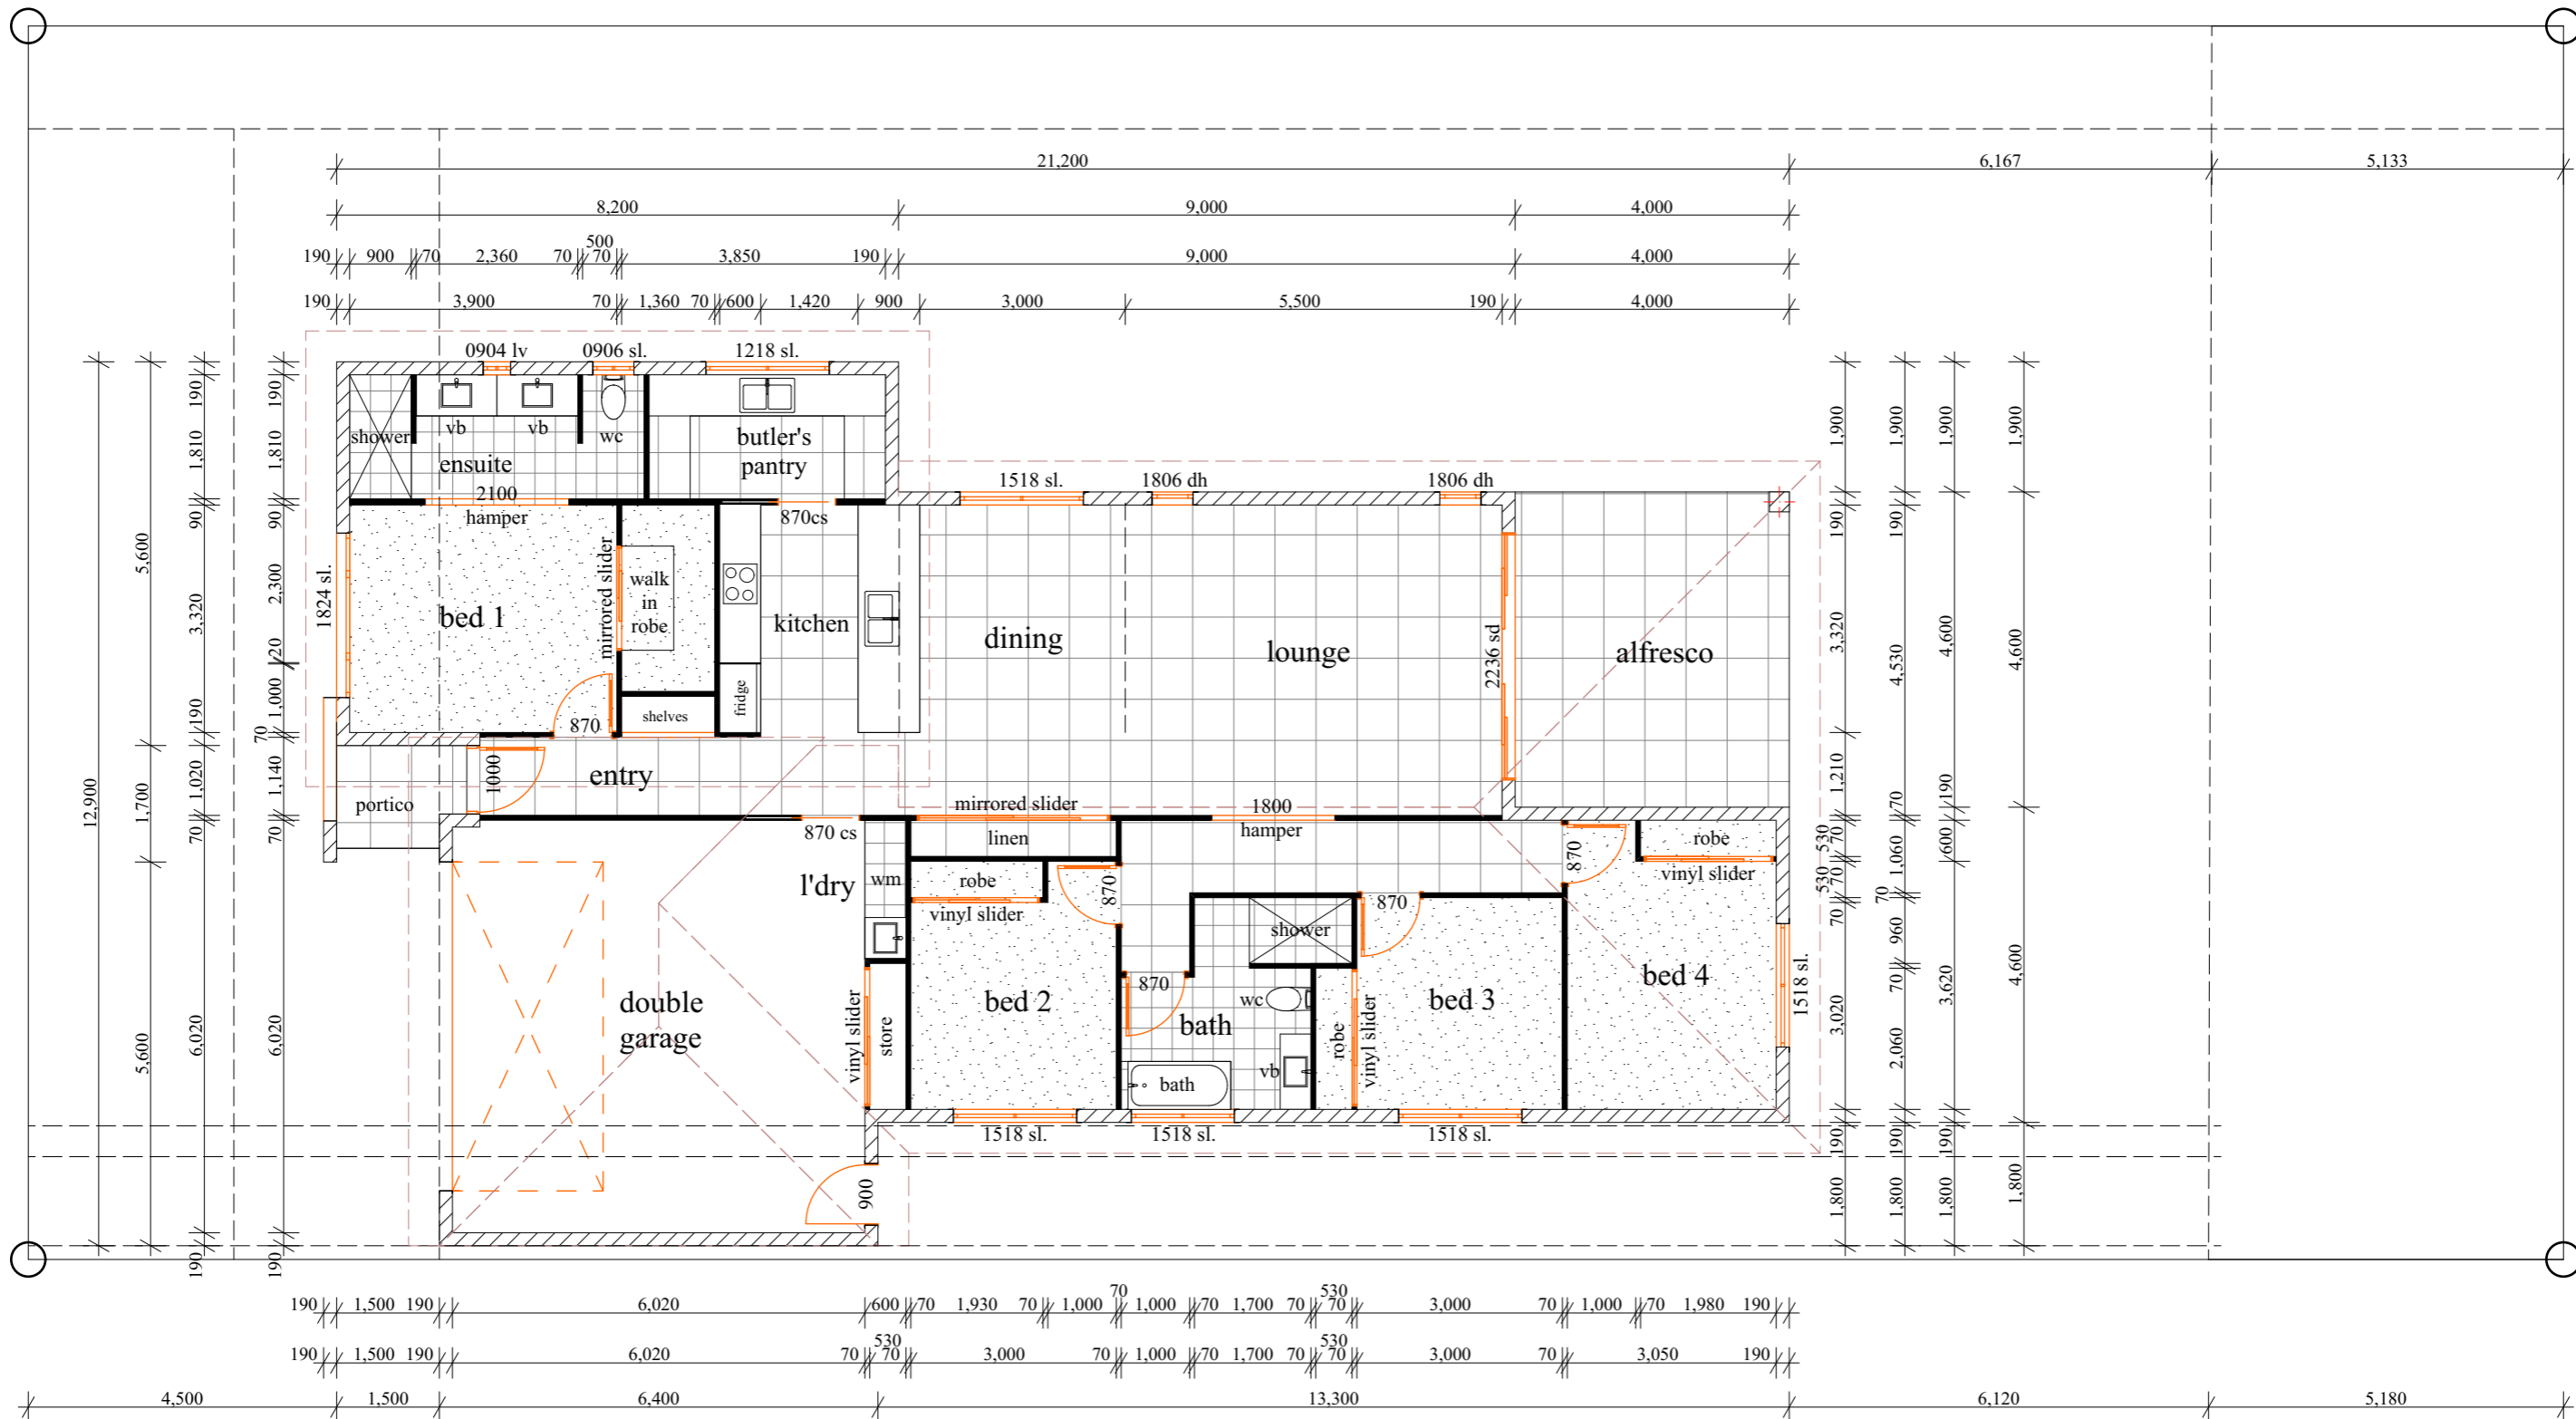 21,200 6,167 5,133
8,200 9,000 4,000
500
190 900 70 2,360 70 70 3,850 190 9,000 4,000
190 3,900 70 1,360 70 600 1,420 900 3,000 5,500 190 4,000
0904 lv 0906 sl. 1218 sl.
shower vb vb wc
ensuite
butler's
pantry
2100
hamper
870cs
1518 sl. 1806 dh 1806 dh
1824 sl.
bed 1
mirrored slider
walk
in
robe
shelves
fridge
kitchen
dining
lounge
2236 sd
alfresco
870
1000
entry
portico
870 cs
mirrored slider
linen
1800
hamper
l'dry
wm
robe
vinyl slider
870
870
870
robe
vinyl slider
shower
double
garage
vinyl slider
store
bed 2
870
wc
bath
vb
bath
robe
vinyl slider
bed 3
bed 4
1518 sl.
1518 sl. 1518 sl. 1518 sl.
900
12,900
5,600
1,700
5,600
190
1,810
90
3,320
190
1,020
70
6,020
190
190
1,810
90
2,300
20
1,000
70
1,140
70
6,020
190
1,900
190
3,320
1,210
530
70
530
70
70
3,020
190
1,800
1,900
190
4,530
70
1,060
70
960
70
2,060
190
1,800
1,900
4,600
190
600
3,620
190
1,800
1,900
4,600
4,600
1,800
70 530
190 1,500 190 6,020 600 70 1,930 70 1,000 1,000 70 1,700 70 70 3,000 70 1,000 70 1,980 190
530 530
190 1,500 190 6,020 70 70 3,000 70 1,000 70 1,700 70 70 3,000 70 3,050 190
4,500 1,500 6,400 13,300 6,120 5,180